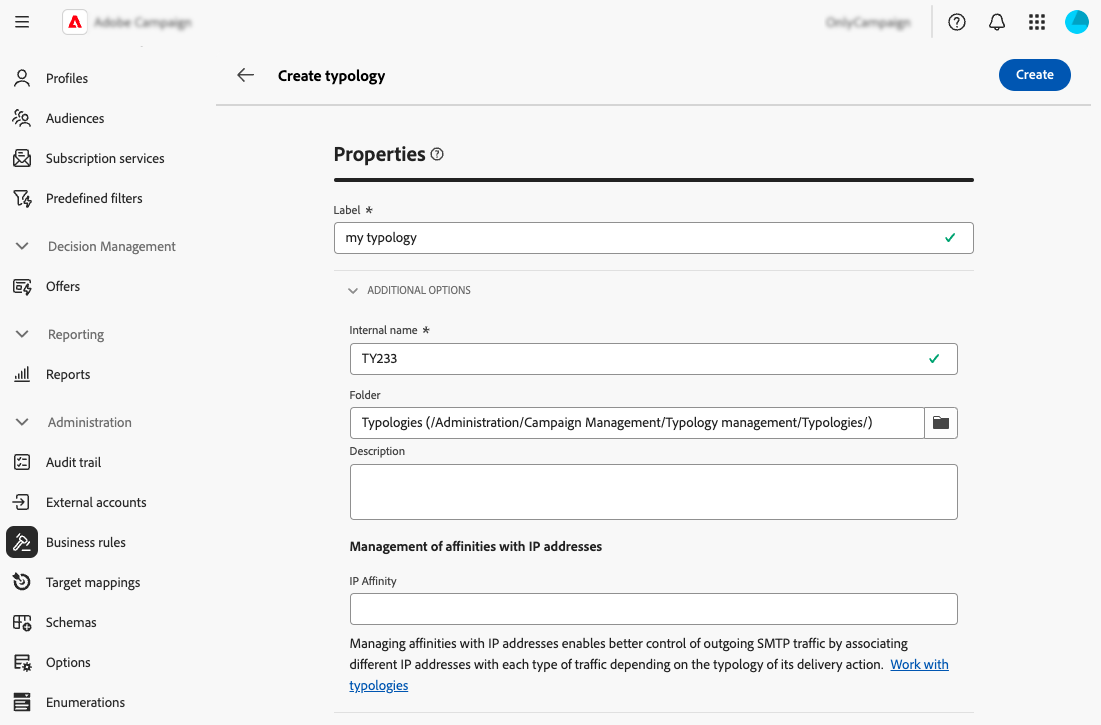 Adobe Campaign
OnlyCampaign
Create typology
Create
Profiles
Audiences
Subscription services
Predefined filters
Decision Management
Offers
Reporting
Reports
Administration
Audit trail
External accounts
Business rules
Target mappings
Schemas
Options
Enumerations
Properties
Label *
my typology
ADDITIONAL OPTIONS
Internal name *
TY233
Folder
Typologies (/Administration/Campaign Management/Typology management/Typologies/)
Description
Management of affinities with IP addresses
IP Affinity
Managing affinities with IP addresses enables better control of outgoing SMTP traffic by associating
different IP addresses with each type of traffic depending on the typology of its delivery action. Work with
typologies